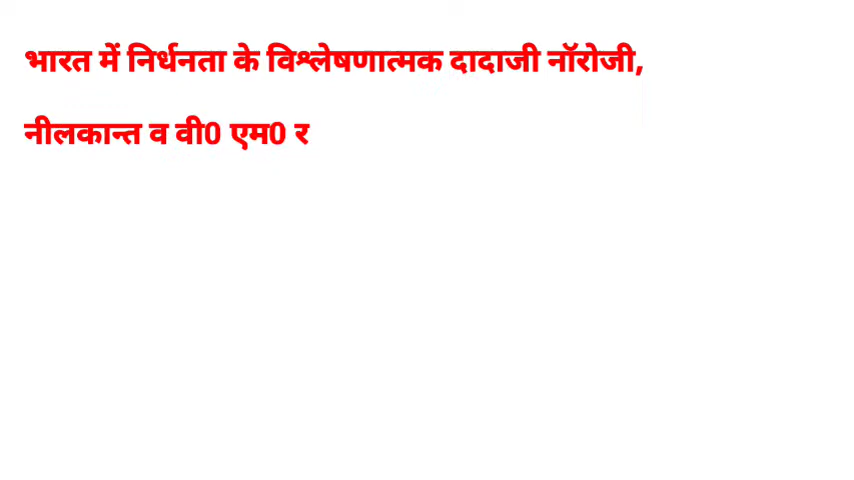 भारत में निर्धनता के विश्लेषणात्मक दादाजी नॉरोजी,
नीलकान्त व वी0 एम0 र